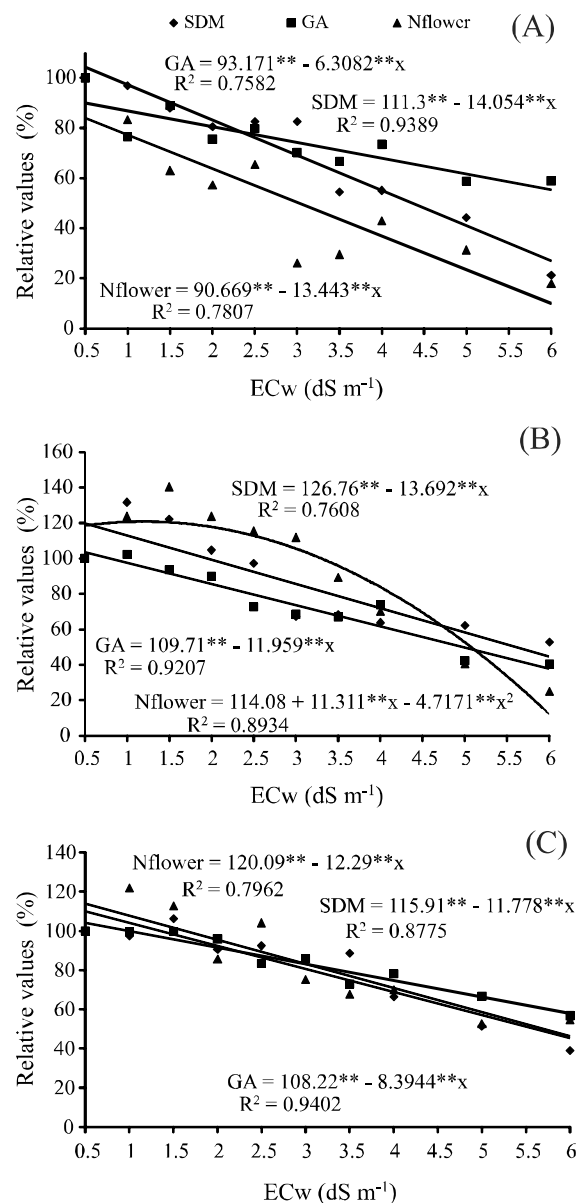 SDM GA Nflower
(A)
GA = 93.171** - 6.3082**x
R² = 0.7582
SDM = 111.3** - 14.054**x
R² = 0.9389
Nflower = 90.669** - 13.443**x
R² = 0.7807
Relative values (%)
100
80
60
40
20
0
0.5 1 1.5 2 2.5 3 3.5 4 4.5 5 5.5 6
ECw (dS m⁻¹)
(B)
SDM = 126.76** - 13.692**x
R² = 0.7608
GA = 109.71** - 11.959**x
R² = 0.9207
Nflower = 114.08 + 11.311**x - 4.7171**x²
R² = 0.8934
Relative values (%)
160
140
120
100
80
60
40
20
0
0.5 1 1.5 2 2.5 3 3.5 4 4.5 5 5.5 6
ECw (dS m⁻¹)
(C)
Nflower = 120.09** - 12.29**x
R² = 0.7962
SDM = 115.91** - 11.778**x
R² = 0.8775
GA = 108.22** - 8.3944**x
R² = 0.9402
Relative values (%)
140
120
100
80
60
40
20
0
0.5 1 1.5 2 2.5 3 3.5 4 4.5 5 5.5 6
ECw (dS m⁻¹)